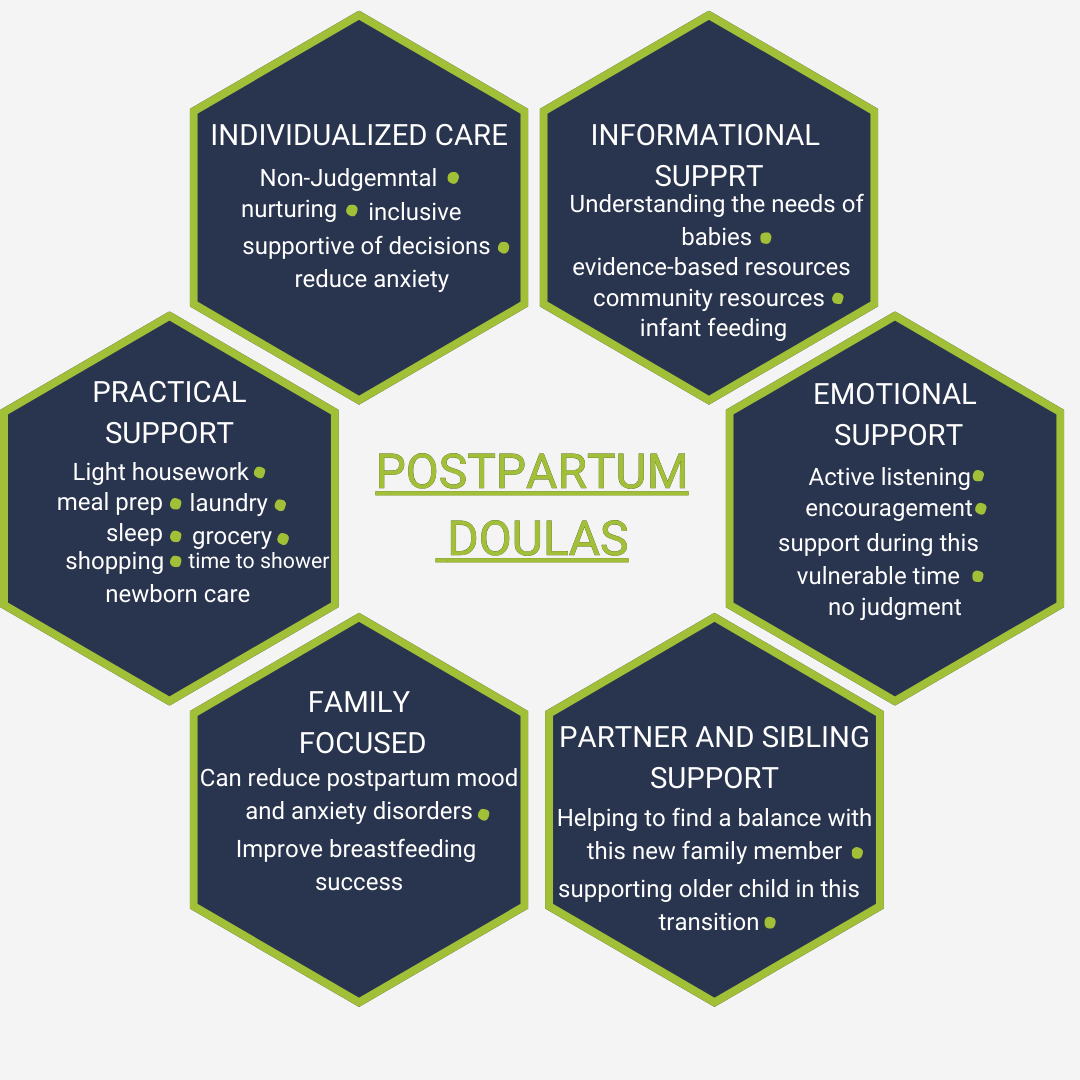 INDIVIDUALIZED CARE
Non-Judgemntal •
nurturing • inclusive
supportive of decisions •
reduce anxiety
INFORMATIONAL
SUPPRT
Understanding the needs of
babies •
evidence-based resources
community resources •
infant feeding
PRACTICAL
SUPPORT
Light housework •
meal prep • laundry •
sleep • grocery •
shopping • time to shower
newborn care
POSTPARTUM
DOULAS
EMOTIONAL
SUPPORT
Active listening •
encouragement •
support during this
vulnerable time •
no judgment
FAMILY
FOCUSED
Can reduce postpartum mood
and anxiety disorders •
Improve breastfeeding
success
PARTNER AND SIBLING
SUPPORT
Helping to find a balance with
this new family member •
supporting older child in this
transition •